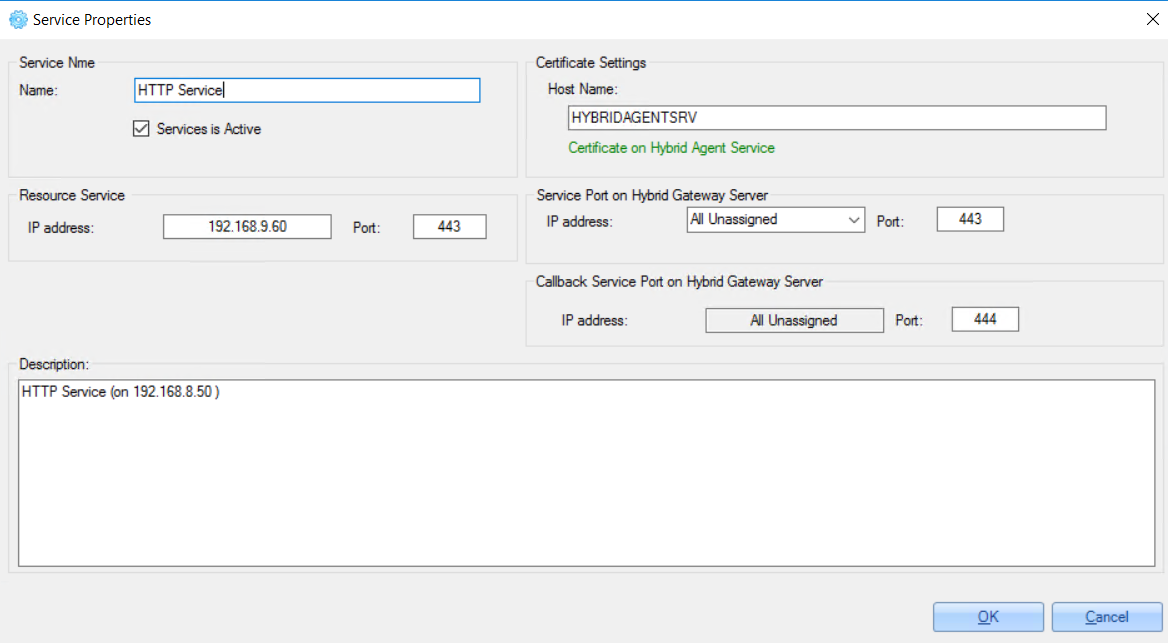 Service Properties
Service Nme
Name:
HTTP Service
Services is Active
Certificate Settings
Host Name:
HYBRIDAGENTSRV
Certificate on Hybrid Agent Service
Resource Service
IP address:
192.168.9.60
Port:
443
Service Port on Hybrid Gateway Server
IP address:
All Unassigned
Port:
443
Callback Service Port on Hybrid Gateway Server
IP address:
All Unassigned
Port:
444
Description:
HTTP Service (on 192.168.8.50 )
OK
Cancel